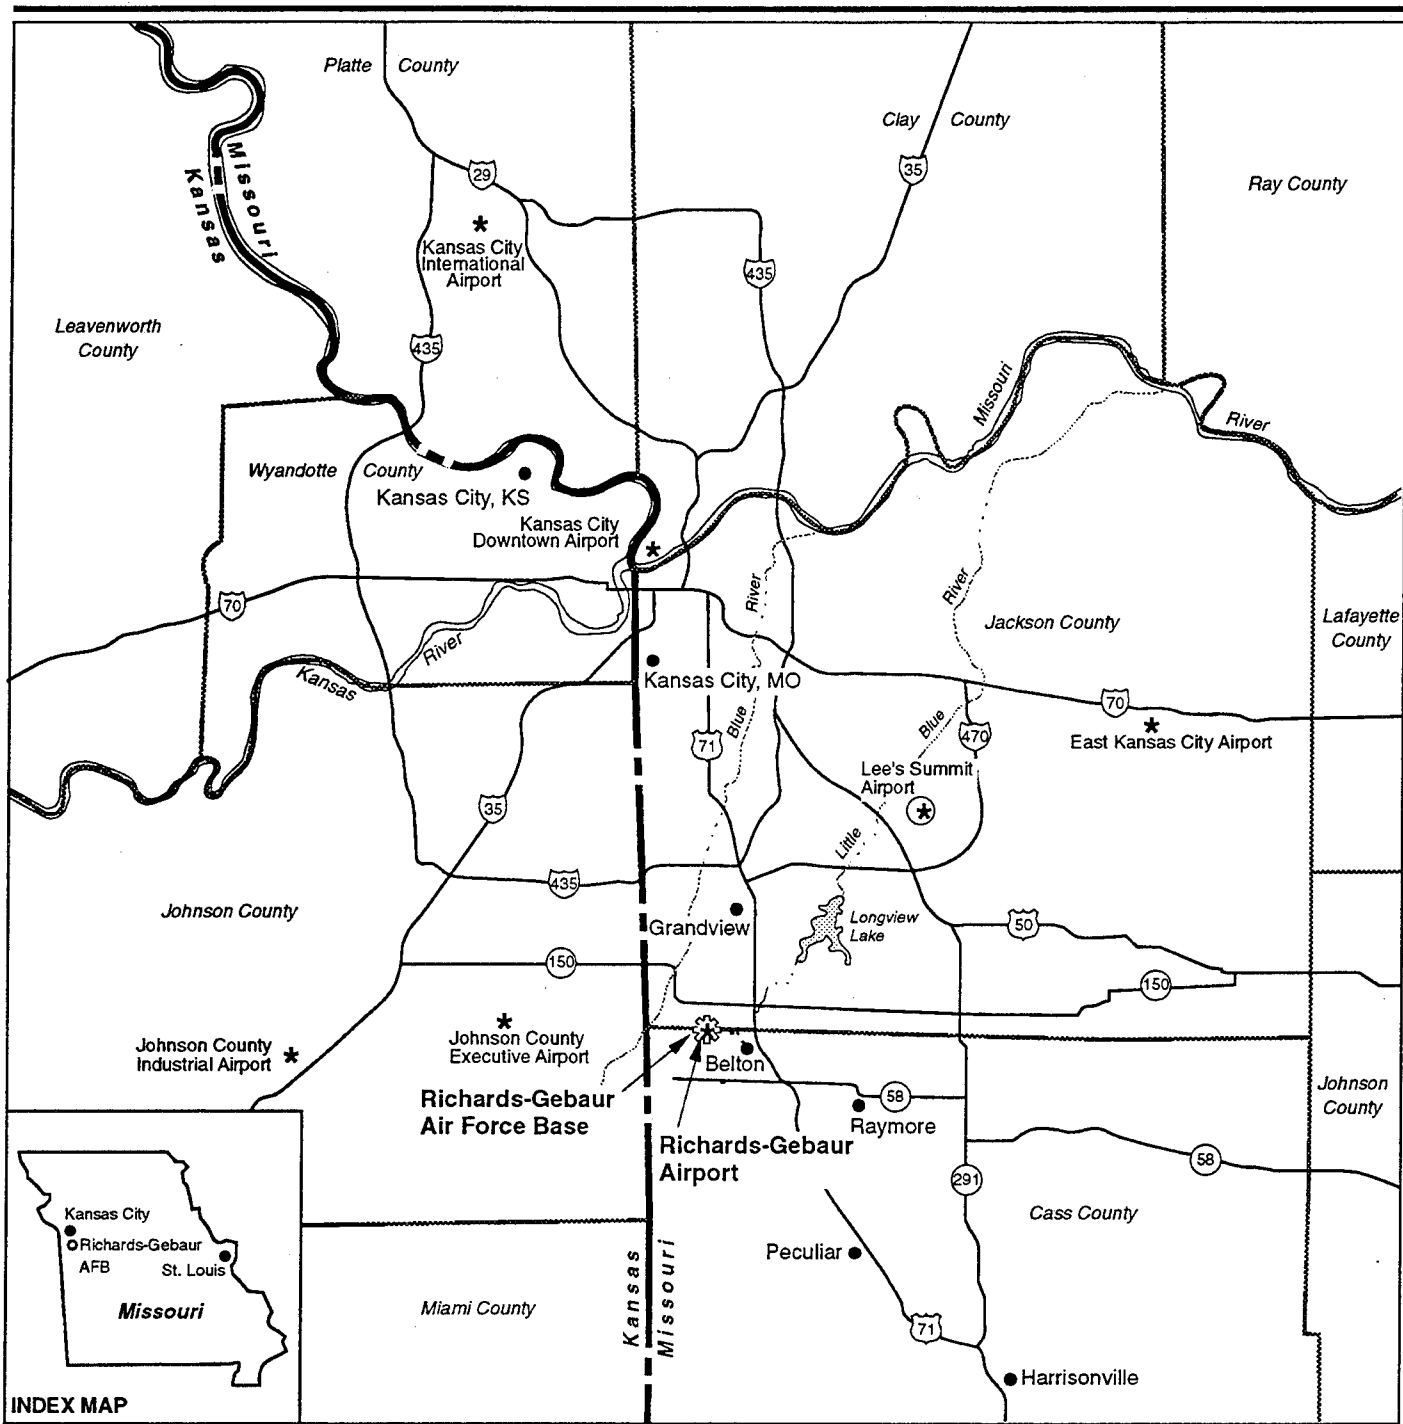 Platte County
Clay County
Ray County
29
35
Missouri
Kansas
Kansas City
International
Airport
435
435
Leavenworth
County
Missouri
River
Wyandotte County
Kansas City, KS
Kansas City
Downtown Airport
70
River
Kansas
River
River
Jackson County
Lafayette
County
Kansas City, MO
Blue
Blue
70
71
470
East Kansas City Airport
Lee's Summit
Airport
35
Little
435
Johnson County
Grandview
Longview
Lake
50
150
150
Johnson County
Executive Airport
Johnson County
Industrial Airport
Belton
Richards-Gebaur
Air Force Base
58
Raymore
Johnson
County
Richards-Gebaur
Airport
58
291
Cass County
Kansas
Missouri
Peculiar
Miami County
71
Harrisonville
Kansas City
Richards-Gebaur
AFB
St. Louis
Missouri
INDEX MAP